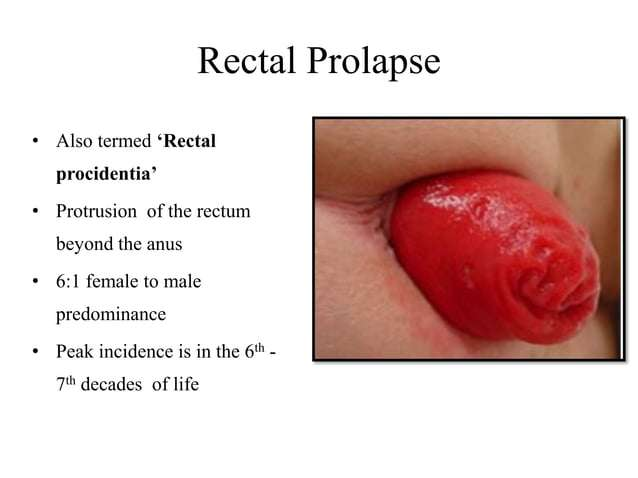 Rectal Prolapse
• Also termed ‘Rectal
procidentia’
• Protrusion  of the rectum
beyond the anus
• 6:1 female to male
predominance
• Peak incidence is in the 6th -
7th decades  of life